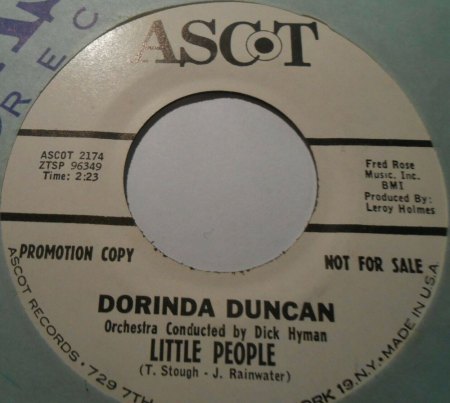 ASCOT
ASCOT 2174
ZTSP 96349
Time: 2:23
Fred Rose
Music, Inc.
BMI
Produced By:
Leroy Holmes
PROMOTION COPY
NOT FOR SALE
DORINDA DUNCAN
Orchestra Conducted by Dick Hyman
LITTLE PEOPLE
(T. Stough - J. Rainwater)
ASCOT RECORDS · 729 7TH
YORK 19, N.Y. · MADE IN U.S.A.